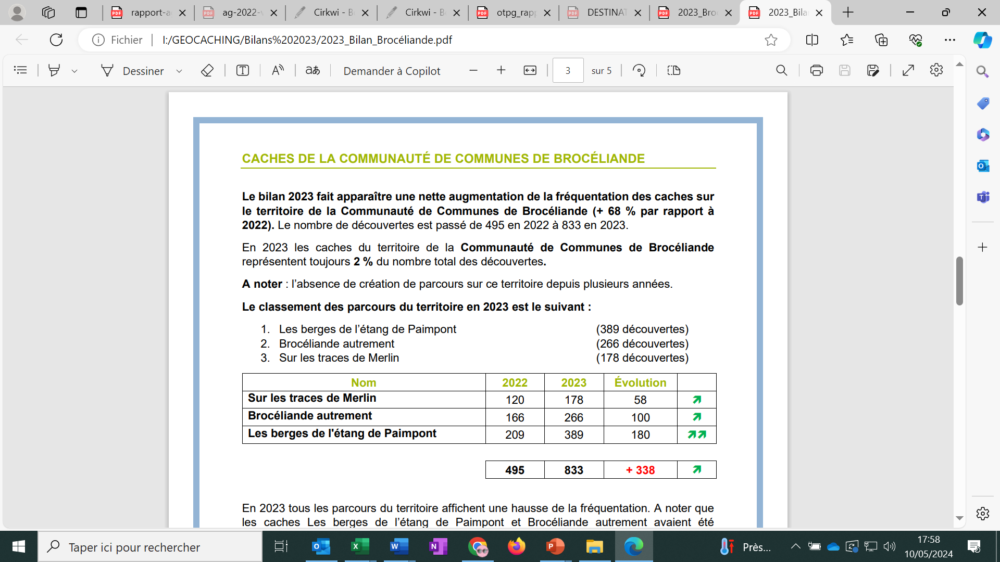 rapport-a
ag-2022-
Cirkwi - B
Cirkwi - B
otpg_rap
DESTINAT
2023_Bro
2023_Bila
Fichier
I:/GEOCACHING/Bilans%202023/2023_Bilan_Brocéliande.pdf
Dessiner
Demander à Copilot
3
sur 5
CACHES DE LA COMMUNAUTÉ DE COMMUNES DE BROCÉLIANDE
Le bilan 2023 fait apparaître une nette augmentation de la fréquentation des caches sur
le territoire de la Communauté de Communes de Brocéliande (+ 68 % par rapport à
2022). Le nombre de découvertes est passé de 495 en 2022 à 833 en 2023.
En 2023 les caches du territoire de la Communauté de Communes de Brocéliande
représentent toujours 2 % du nombre total des découvertes.
A noter : l’absence de création de parcours sur ce territoire depuis plusieurs années.
Le classement des parcours du territoire en 2023 est le suivant :
1. Les berges de l’étang de Paimpont (389 découvertes)
2. Brocéliande autrement (266 découvertes)
3. Sur les traces de Merlin (178 découvertes)
Nom 2022 2023 Évolution
Sur les traces de Merlin 120 178 58
Brocéliande autrement 166 266 100
Les berges de l'étang de Paimpont 209 389 180
495 833 + 338
En 2023 tous les parcours du territoire affichent une hausse de la fréquentation. A noter que
les caches Les berges de l’étang de Paimpont et Brocéliande autrement avaient été
Taper ici pour rechercher
Près...
17:58
10/05/2024